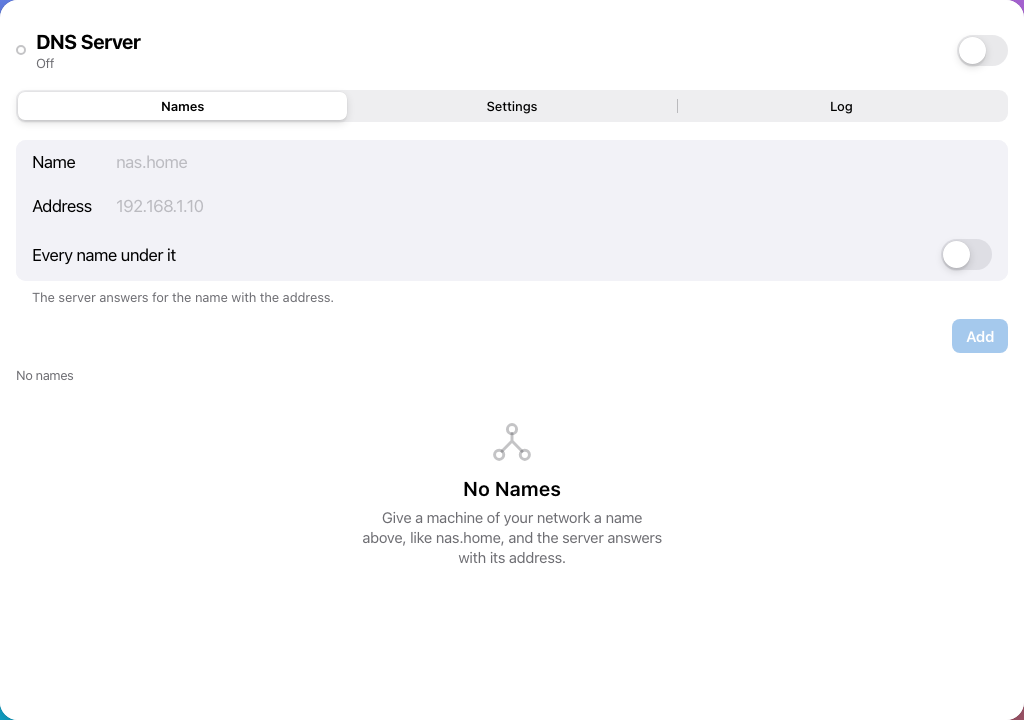 DNS Server
Off
Names
Settings
Log
Name
nas.home
Address
192.168.1.10
Every name under it
The server answers for the name with the address.
Add
No names
No Names
Give a machine of your network a name
above, like nas.home, and the server answers
with its address.